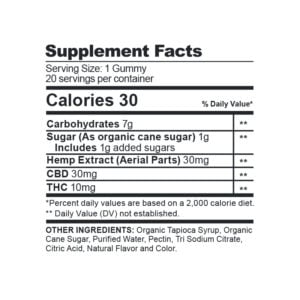 Supplement Facts
Serving Size: 1 Gummy
20 servings per container
Calories 30 % Daily Value*
Carbohydrates 7g **
Sugar (As organic cane sugar) 1g **
Includes 1g added sugars
Hemp Extract (Aerial Parts) 30mg **
CBD 30mg **
THC 10mg **
*Percent daily values are based on a 2,000 calorie diet.
** Daily Value (DV) not established.
OTHER INGREDIENTS: Organic Tapioca Syrup, Organic
Cane Sugar, Purified Water, Pectin, Tri Sodium Citrate,
Citric Acid, Natural Flavor and Color.